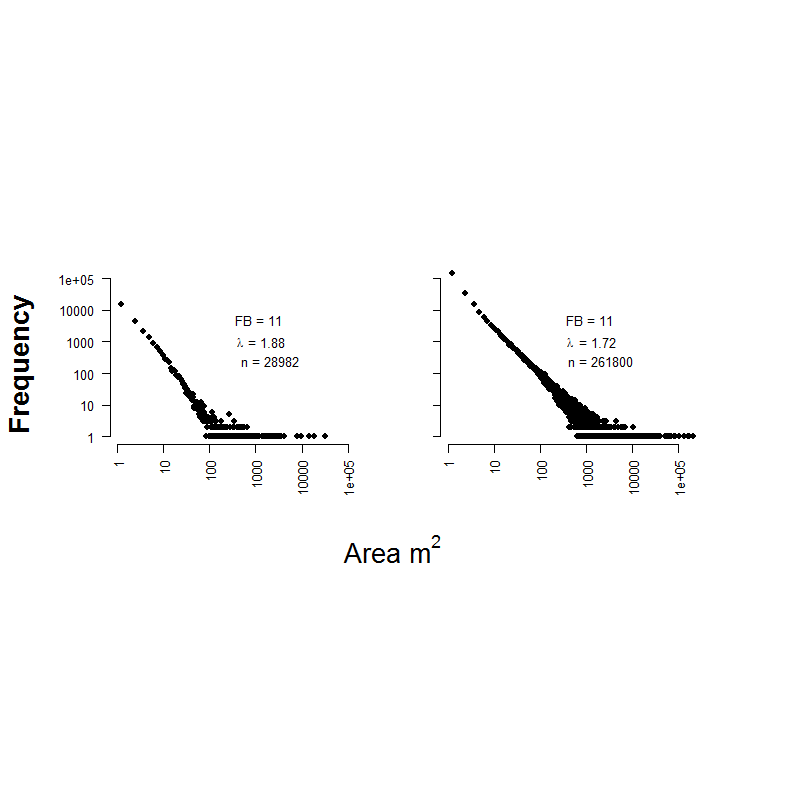 Frequency
1e+05
10000
1000
100
10
1
FB = 11
λ = 1.88
n = 28982
1
10
100
1000
10000
1e+05
FB = 11
λ = 1.72
n = 261800
1
10
100
1000
10000
1e+05
Area m²